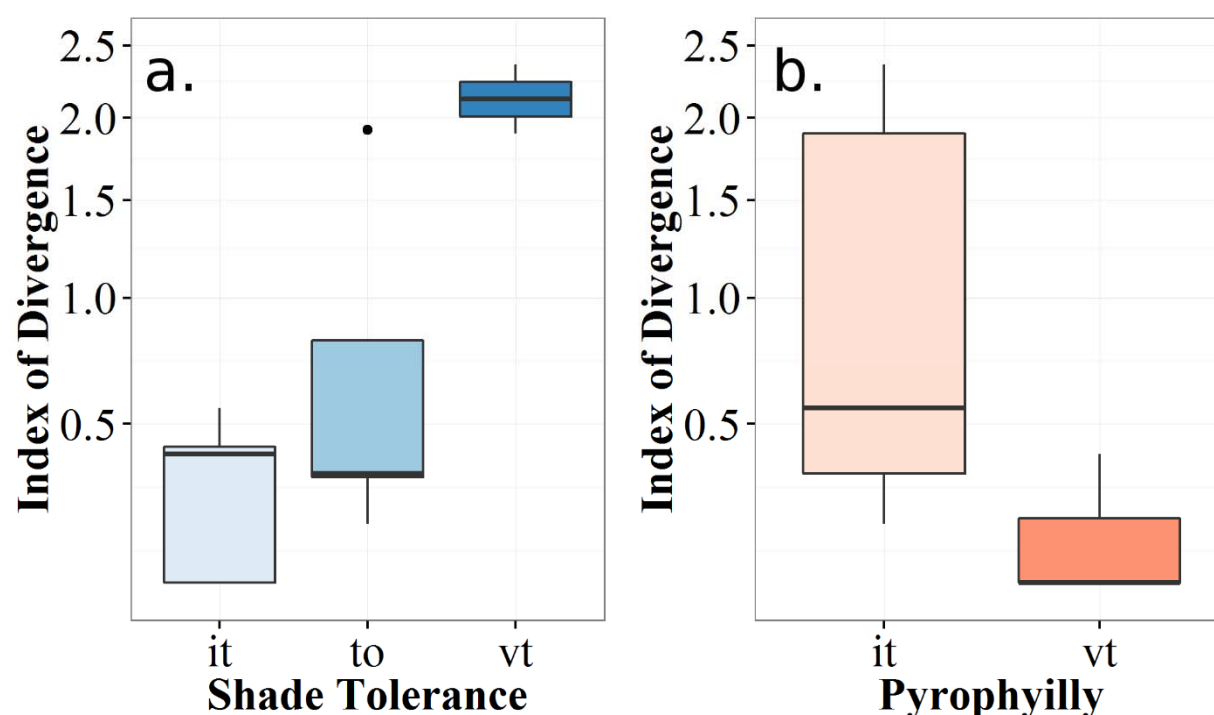 a.
Index of Divergence
2.5
2.0
1.5
1.0
0.5
it to vt
Shade Tolerance
b.
Index of Divergence
2.5
2.0
1.5
1.0
0.5
it vt
Pyrophyilly